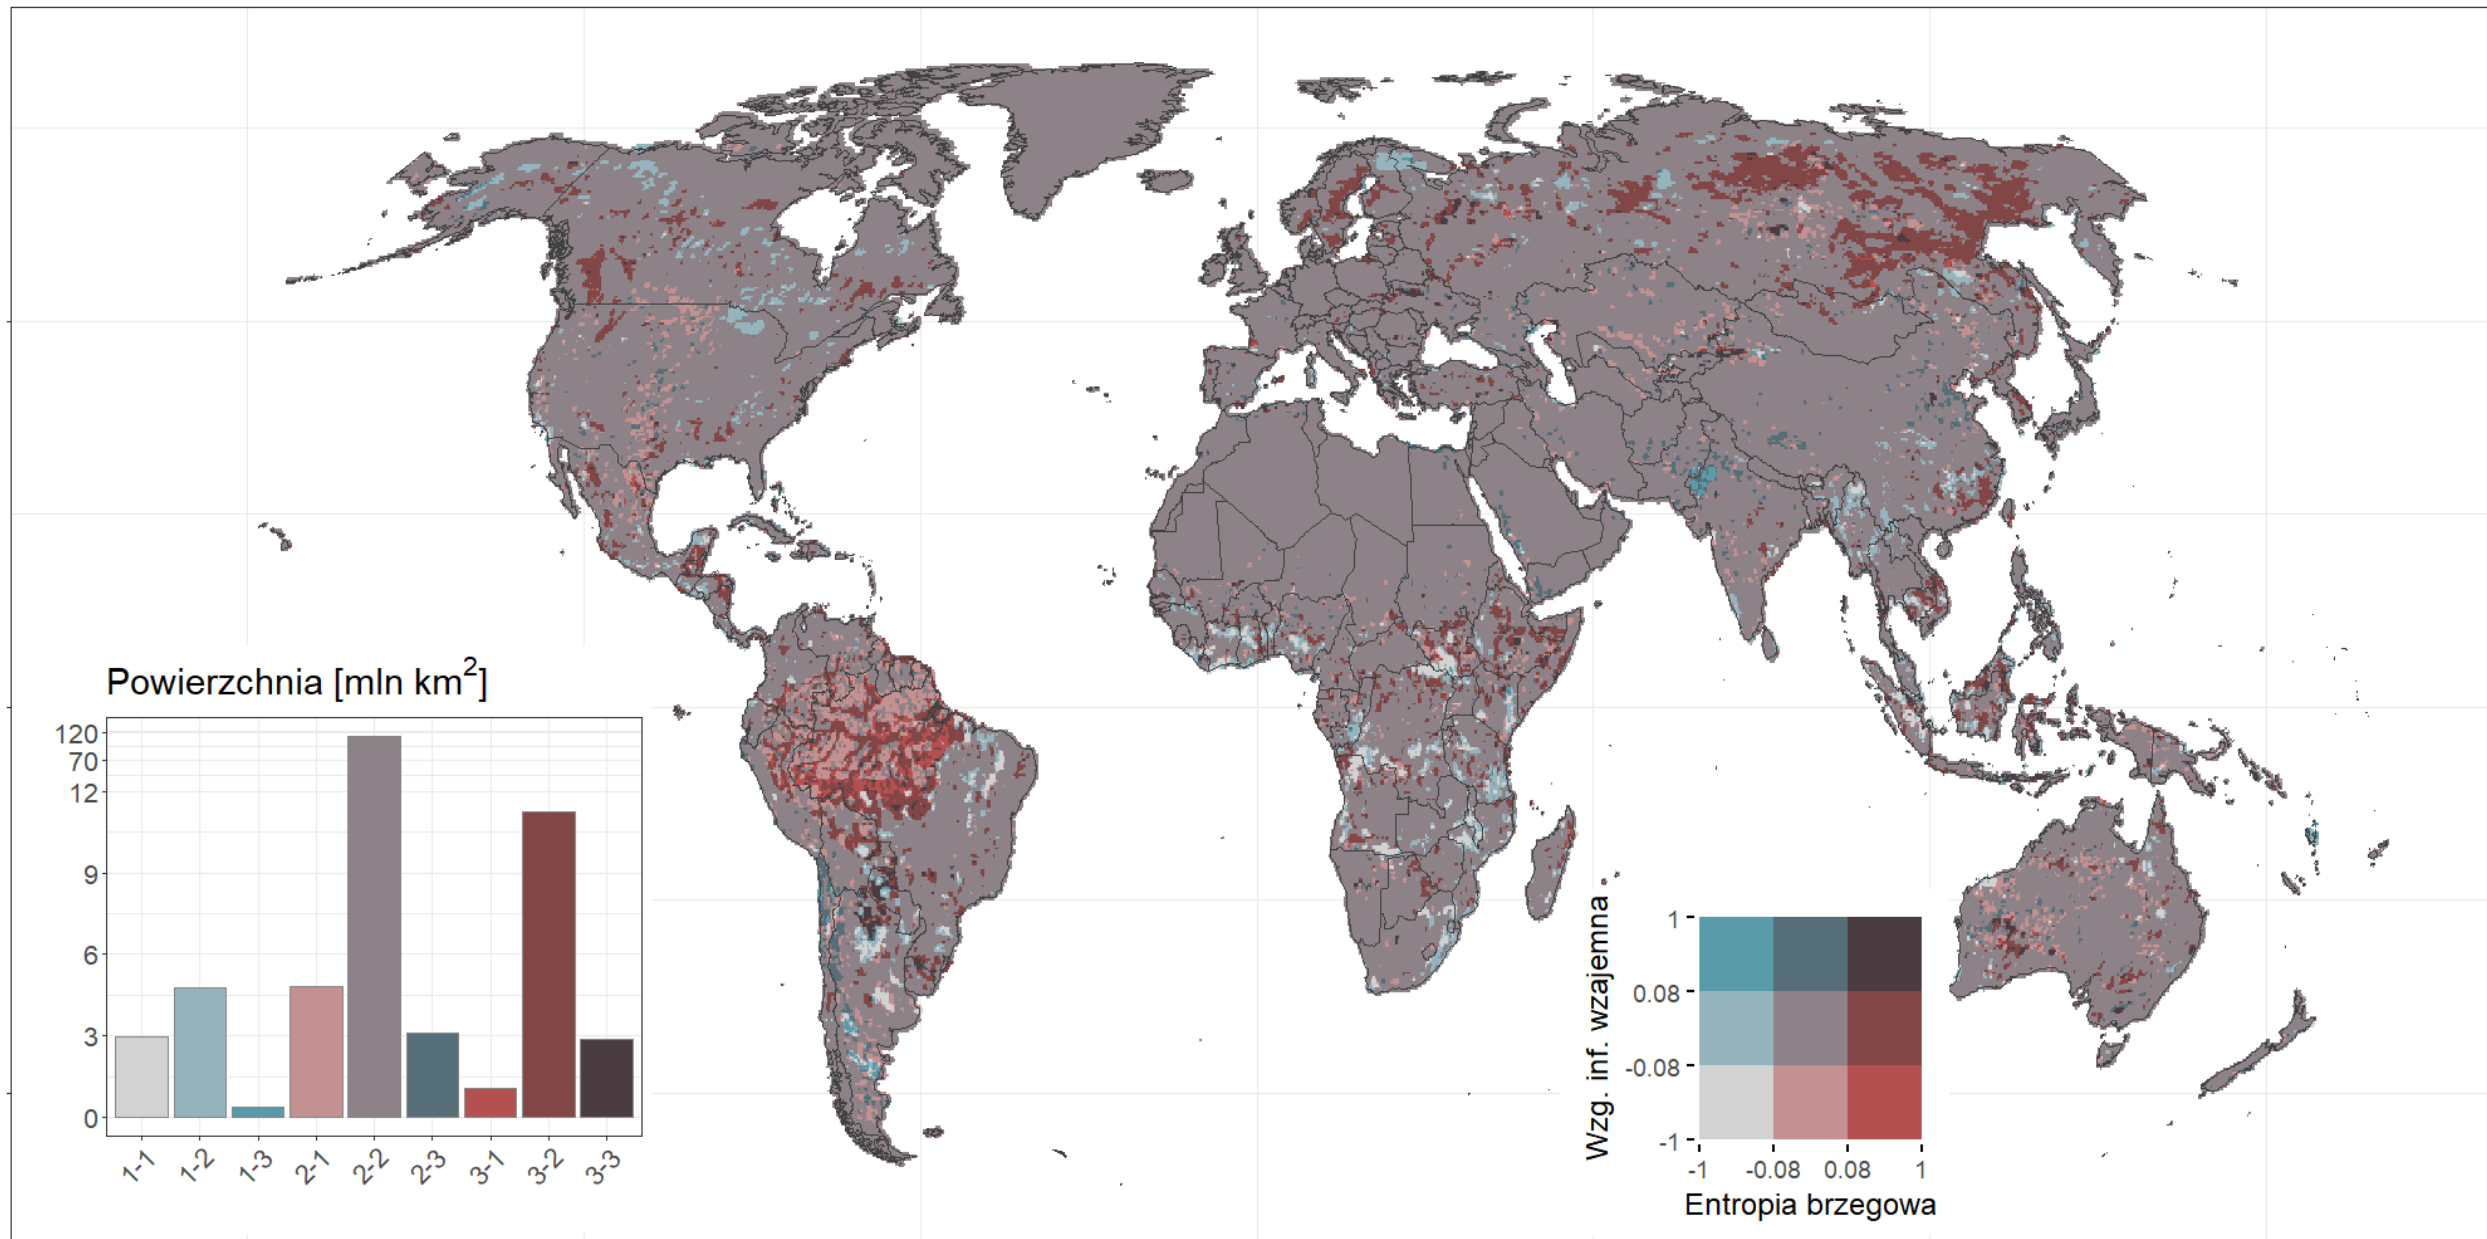 Powierzchnia [mln km²]
120
70
12
9
6
3
0
1-1 1-2 1-3 2-1 2-2 2-3 3-1 3-2 3-3
Wzg. inf. wzajemna
1
0.08
-0.08
-1
-1 -0.08 0.08 1
Entropia brzegowa